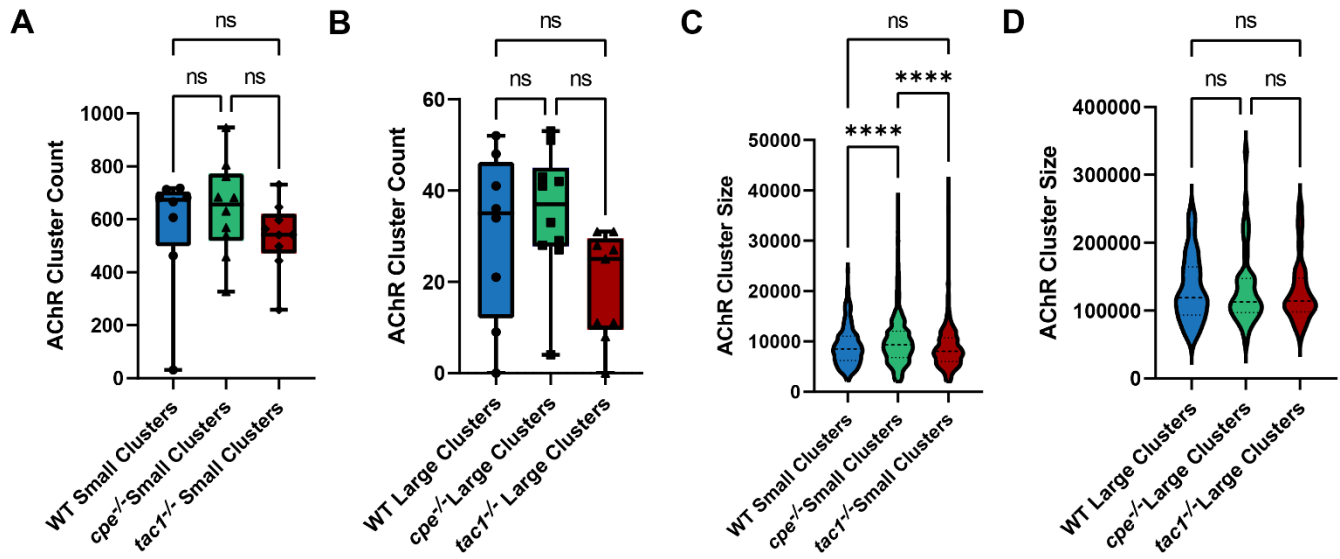 A
ns
ns
ns
AChR Cluster Count
1000
800
600
400
200
0
WT Small Clusters
cpe-/-Small Clusters
tac1-/- Small Clusters
B
ns
ns
ns
AChR Cluster Count
60
40
20
0
WT Large Clusters
cpe-/-Large Clusters
tac1-/- Large Clusters
C
ns
****
****
AChR Cluster Size
50000
40000
30000
20000
10000
0
WT Small Clusters
cpe-/-Small Clusters
tac1-/-Small Clusters
D
ns
ns
ns
AChR Cluster Size
400000
300000
200000
100000
0
WT Large Clusters
cpe-/-Large Clusters
tac1-/-Large Clusters